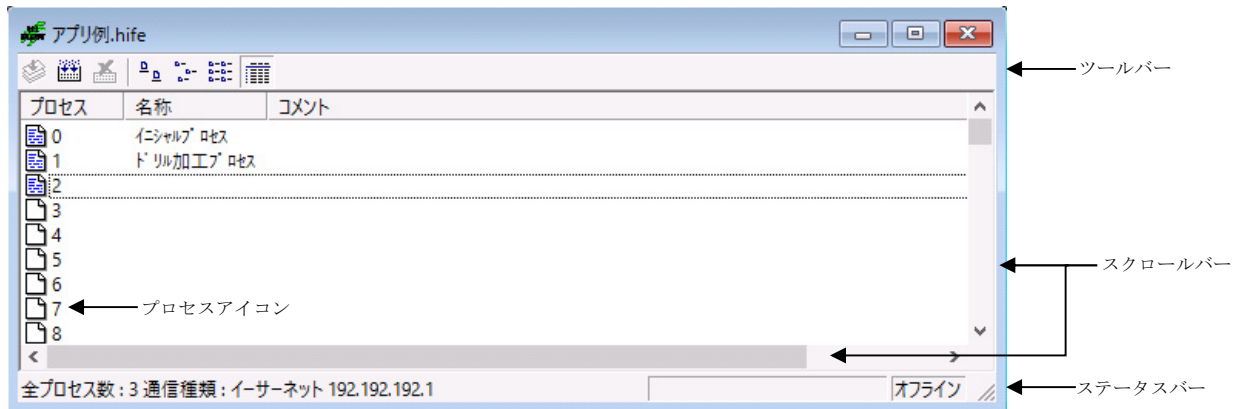 アプリ例.hife
ツールバー
プロセス 名称 コメント
0 ｲﾆｼｬﾙﾌﾟﾛｾｽ
1 ﾄﾞﾘﾙ加工ﾌﾟﾛｾｽ
2
3
4
5
スクロールバー
6
7 プロセスアイコン
8
全プロセス数 : 3 通信種類 : イーサーネット 192.192.192.1 オフライン
ステータスバー